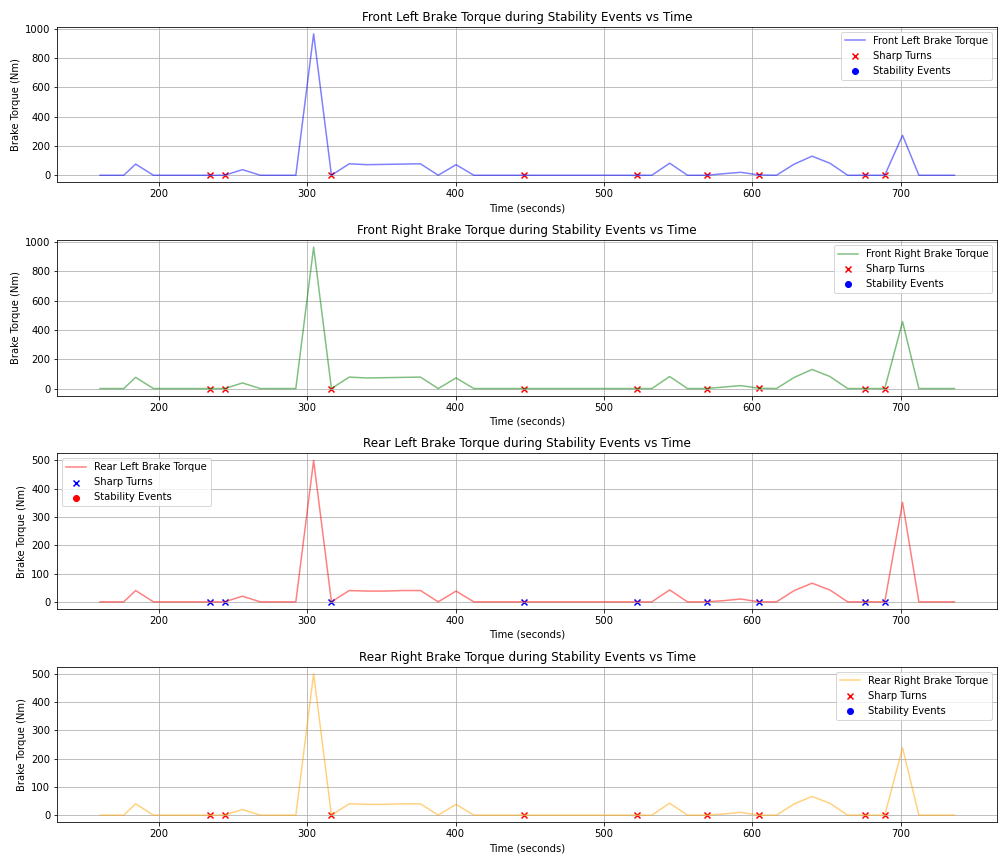 Front Left Brake Torque during Stability Events vs Time
Brake Torque (Nm)
1000
800
600
400
200
0
Front Left Brake Torque
Sharp Turns
Stability Events
200 300 400 500 600 700
Time (seconds)
Front Right Brake Torque during Stability Events vs Time
Brake Torque (Nm)
1000
800
600
400
200
0
Front Right Brake Torque
Sharp Turns
Stability Events
200 300 400 500 600 700
Time (seconds)
Rear Left Brake Torque during Stability Events vs Time
Brake Torque (Nm)
500
400
300
200
100
0
Rear Left Brake Torque
Sharp Turns
Stability Events
200 300 400 500 600 700
Time (seconds)
Rear Right Brake Torque during Stability Events vs Time
Brake Torque (Nm)
500
400
300
200
100
0
Rear Right Brake Torque
Sharp Turns
Stability Events
200 300 400 500 600 700
Time (seconds)